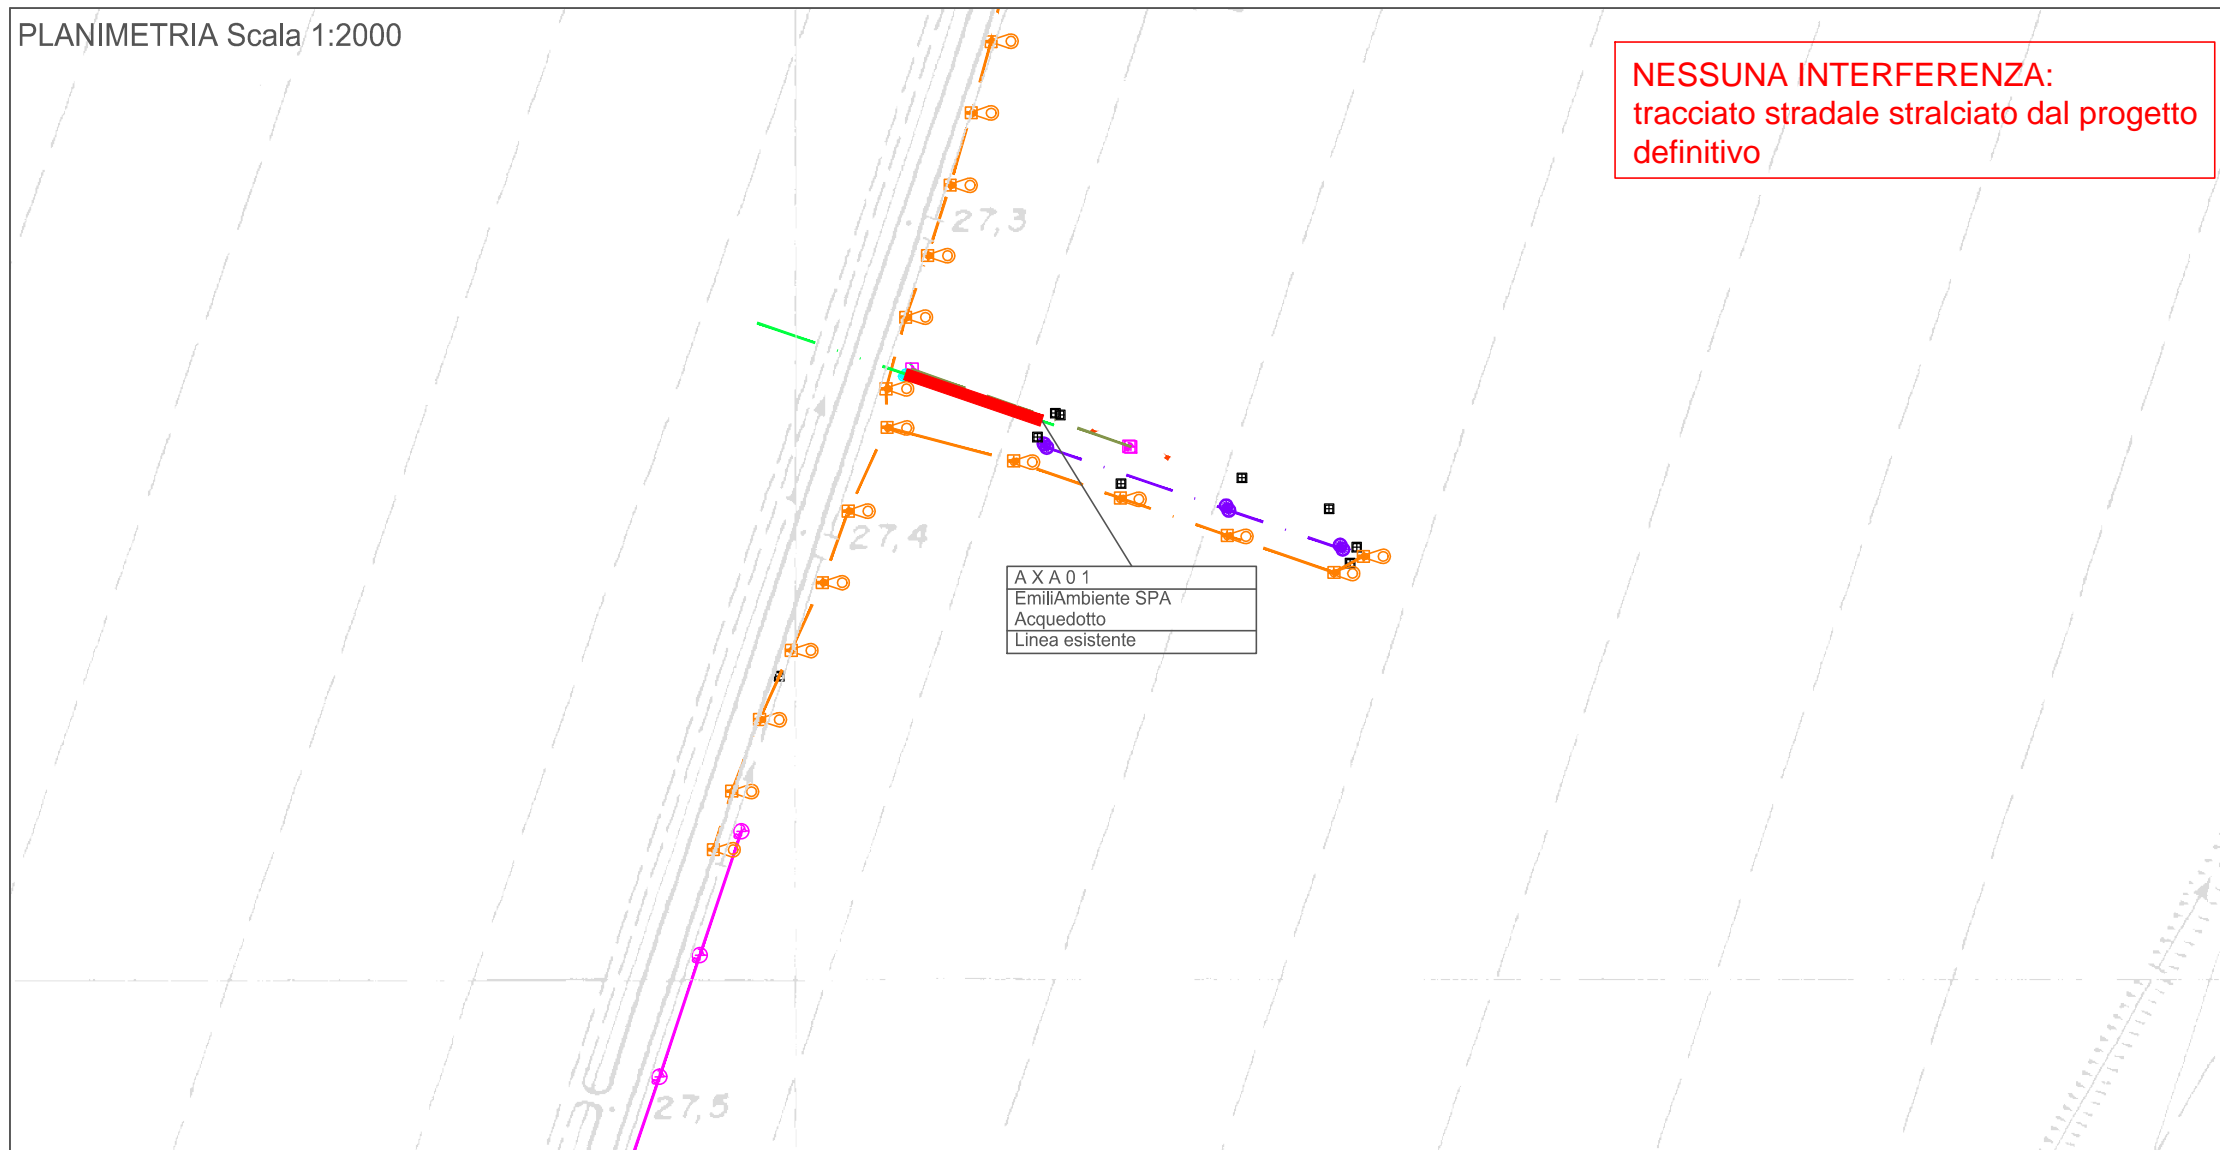 PLANIMETRIA Scala 1:2000
NESSUNA INTERFERENZA:
tracciato stradale stralciato dal progetto
definitivo
27,3
27,4
A X A 0 1
EmiliAmbiente SPA
Acquedotto
Linea esistente
27,5